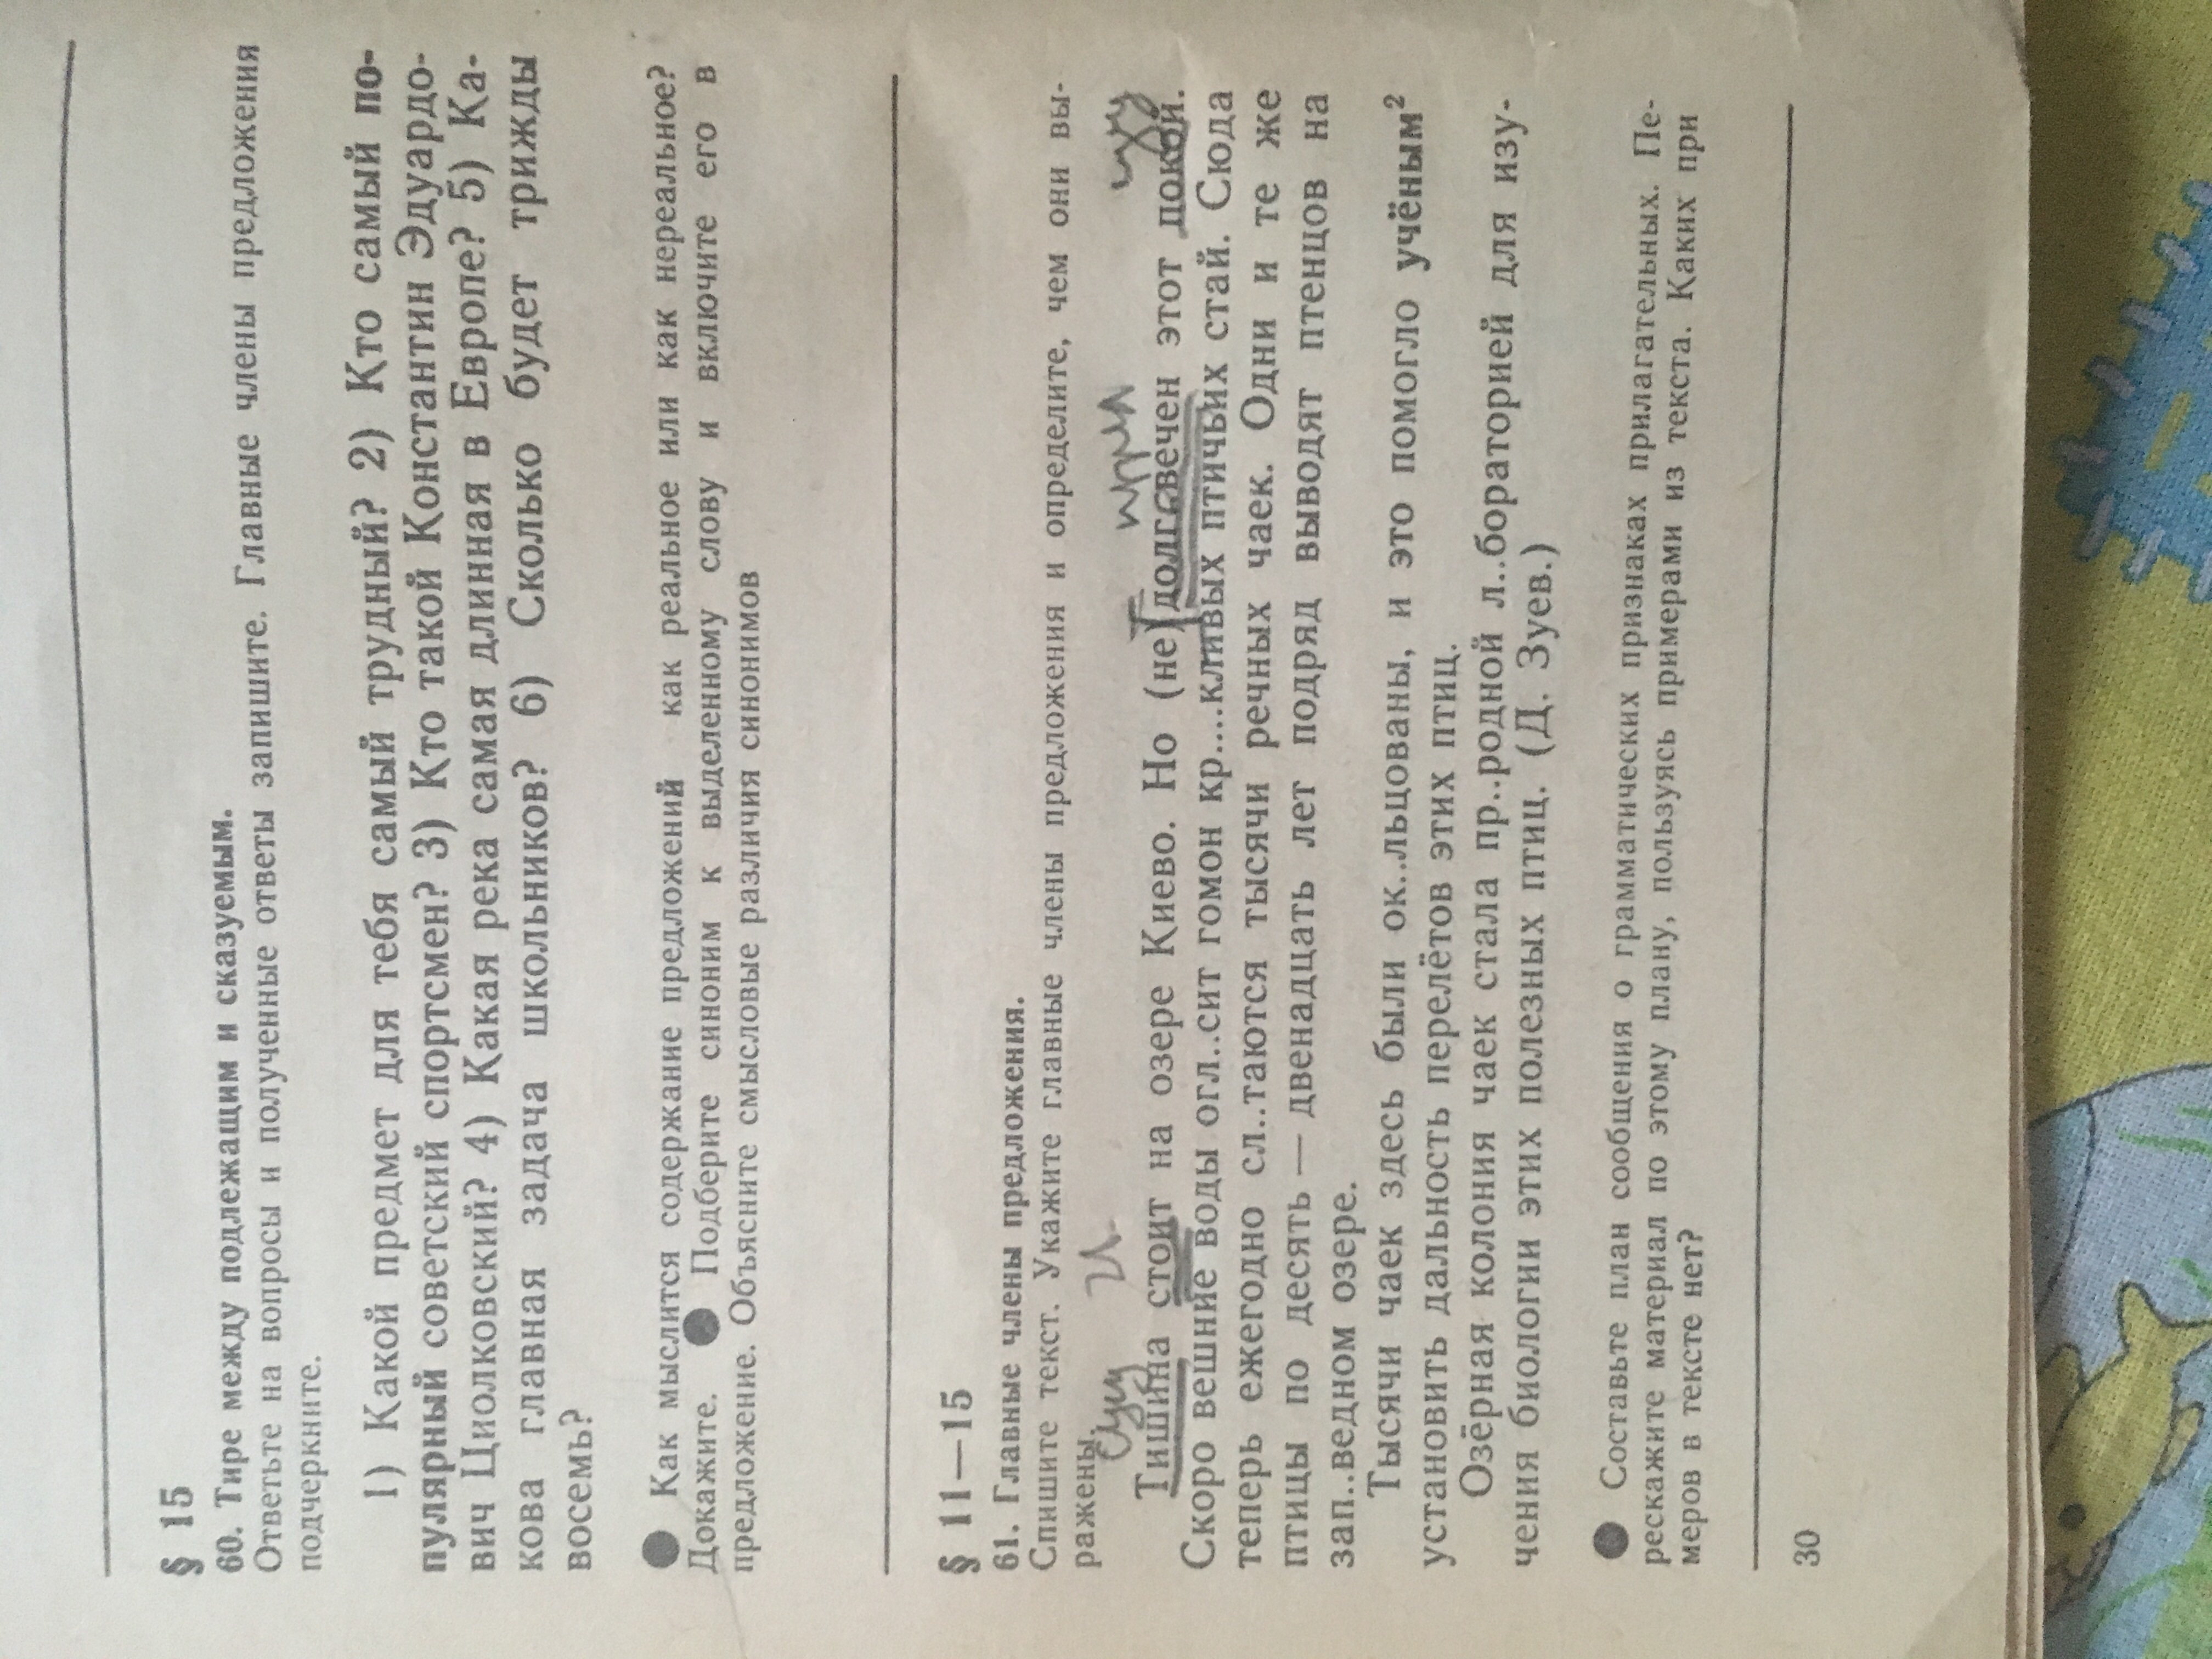 § 15
60. Тире между подлежащим и сказуемым.
Ответьте на вопросы и полученные ответы запишите. Главные члены предложения
подчеркните.
1) Какой предмет для тебя самый трудный? 2) Кто самый по-
пулярный советский спортсмен? 3) Кто такой Константин Эдуардо-
вич Циолковский? 4) Какая река самая длинная в Европе? 5) Ка-
кова главная задача школьников? 6) Сколько будет трижды
восемь?
● Как мыслится содержание предложений как реальное или как нереальное?
Докажите. ● Подберите синоним к выделенному слову и включите его в
предложение. Объясните смысловые различия синонимов
§ 11—15
61. Главные члены предложения.
Спишите текст. Укажите главные члены предложения и определите, чем они вы-
ражены.
сущ
Тишина стоит на озере Киево. Но (не)долг..вечен этот покой.
Скоро вешние воды огл..сит гомон кр...кливых птичьих стай. Сюда
теперь ежегодно сл..таются тысячи речных чаек. Одни и те же
птицы по десять — двенадцать лет подряд выводят птенцов на
зап..ведном озере.
Тысячи чаек здесь были ок..льцованы, и это помогло учёным²
установить дальность перелётов этих птиц.
Озёрная колония чаек стала пр..родной л..бораторией для изу-
чения биологии этих полезных птиц. (Д. Зуев.)
● Составьте план сообщения о грамматических признаках прилагательных. Пе-
рескажите материал по этому плану, пользуясь примерами из текста. Каких при
меров в тексте нет?
30